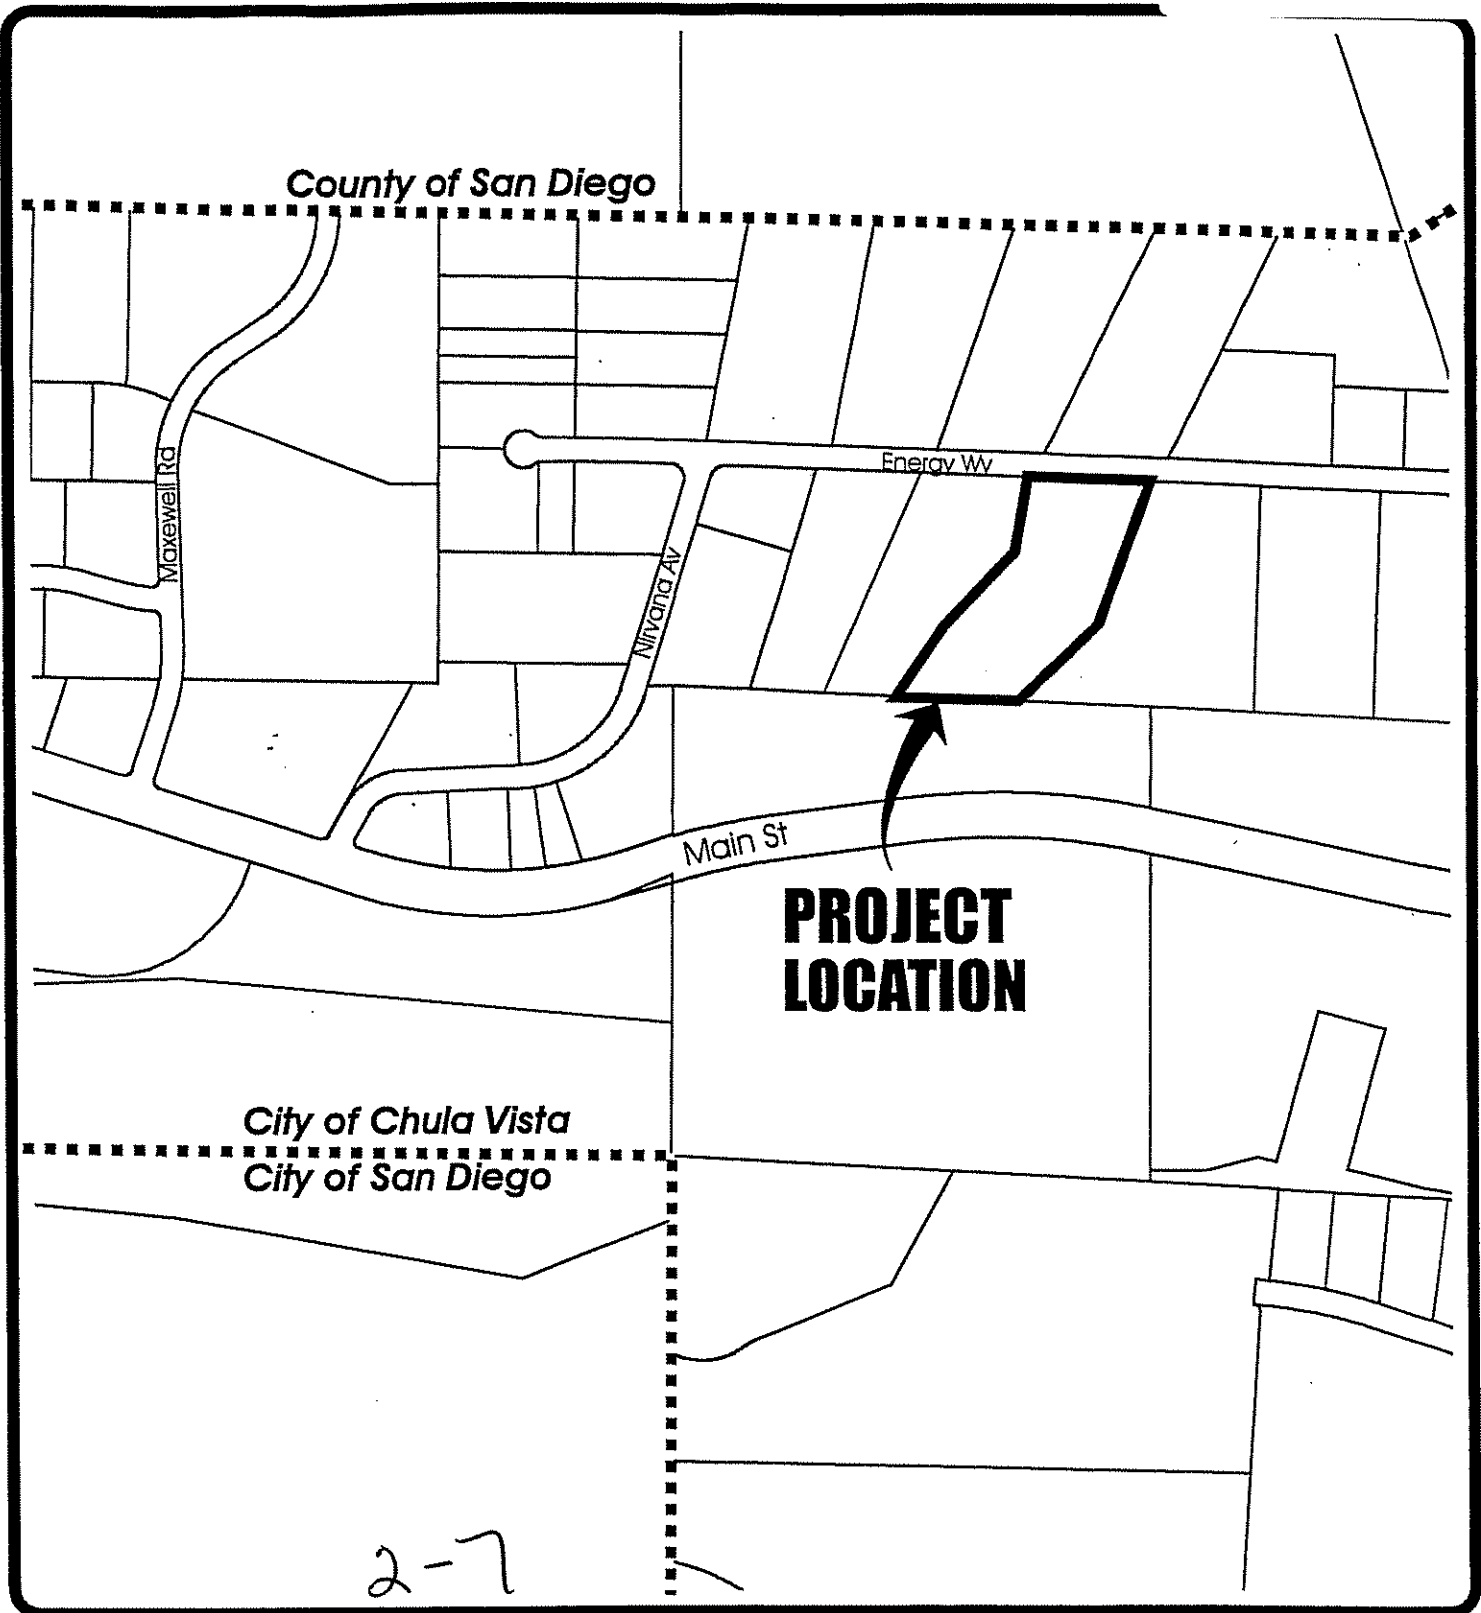 County of San Diego
Maxewell Rd
Energy Wy
Nirvana Av
Main St
PROJECT
LOCATION
City of Chula Vista
City of San Diego
2-7